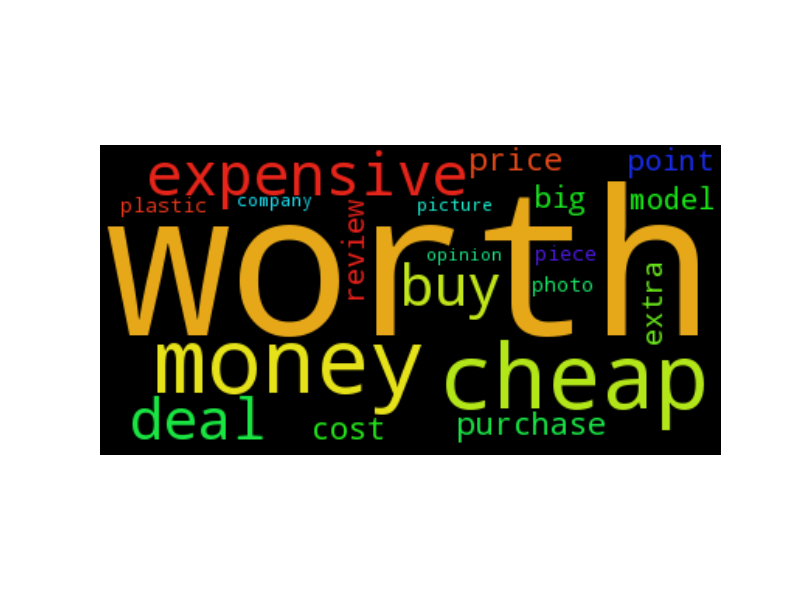 expensive
price
point
plastic
company
review
picture
big
model
worth
opinion
piece
buy
photo
extra
money
cheap
deal
cost
purchase